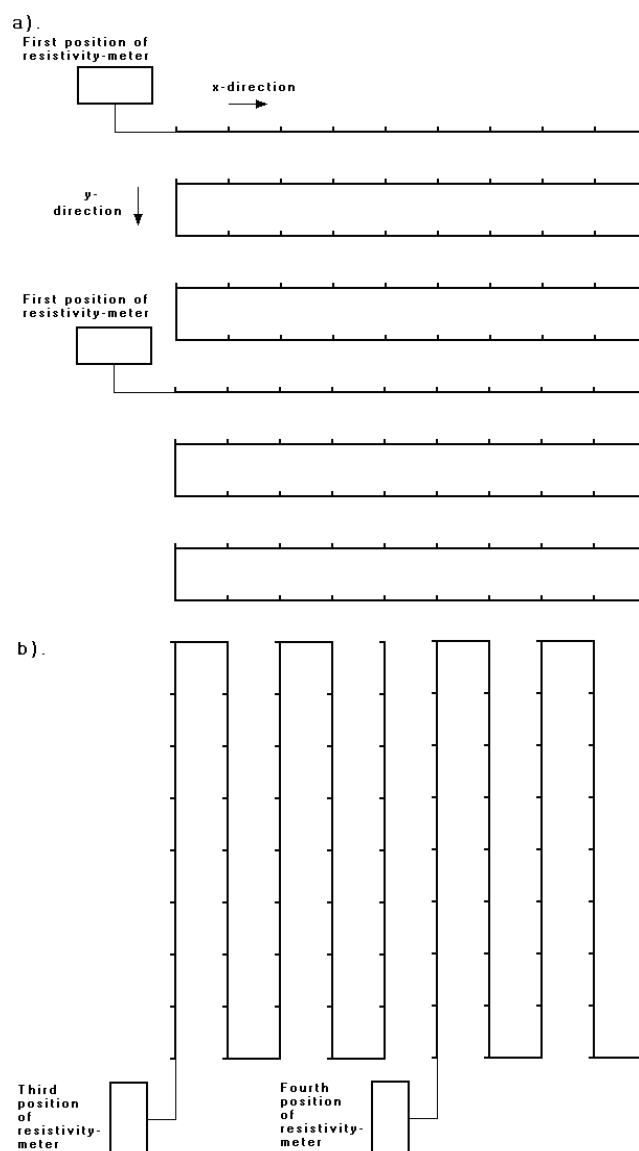 a).
First position of
resistivity-meter
x-direction
y-
direction
First position of
resistivity-meter
b).
Third
position
of
resistivity-
meter
Fourth
position
of
resistivity-
meter